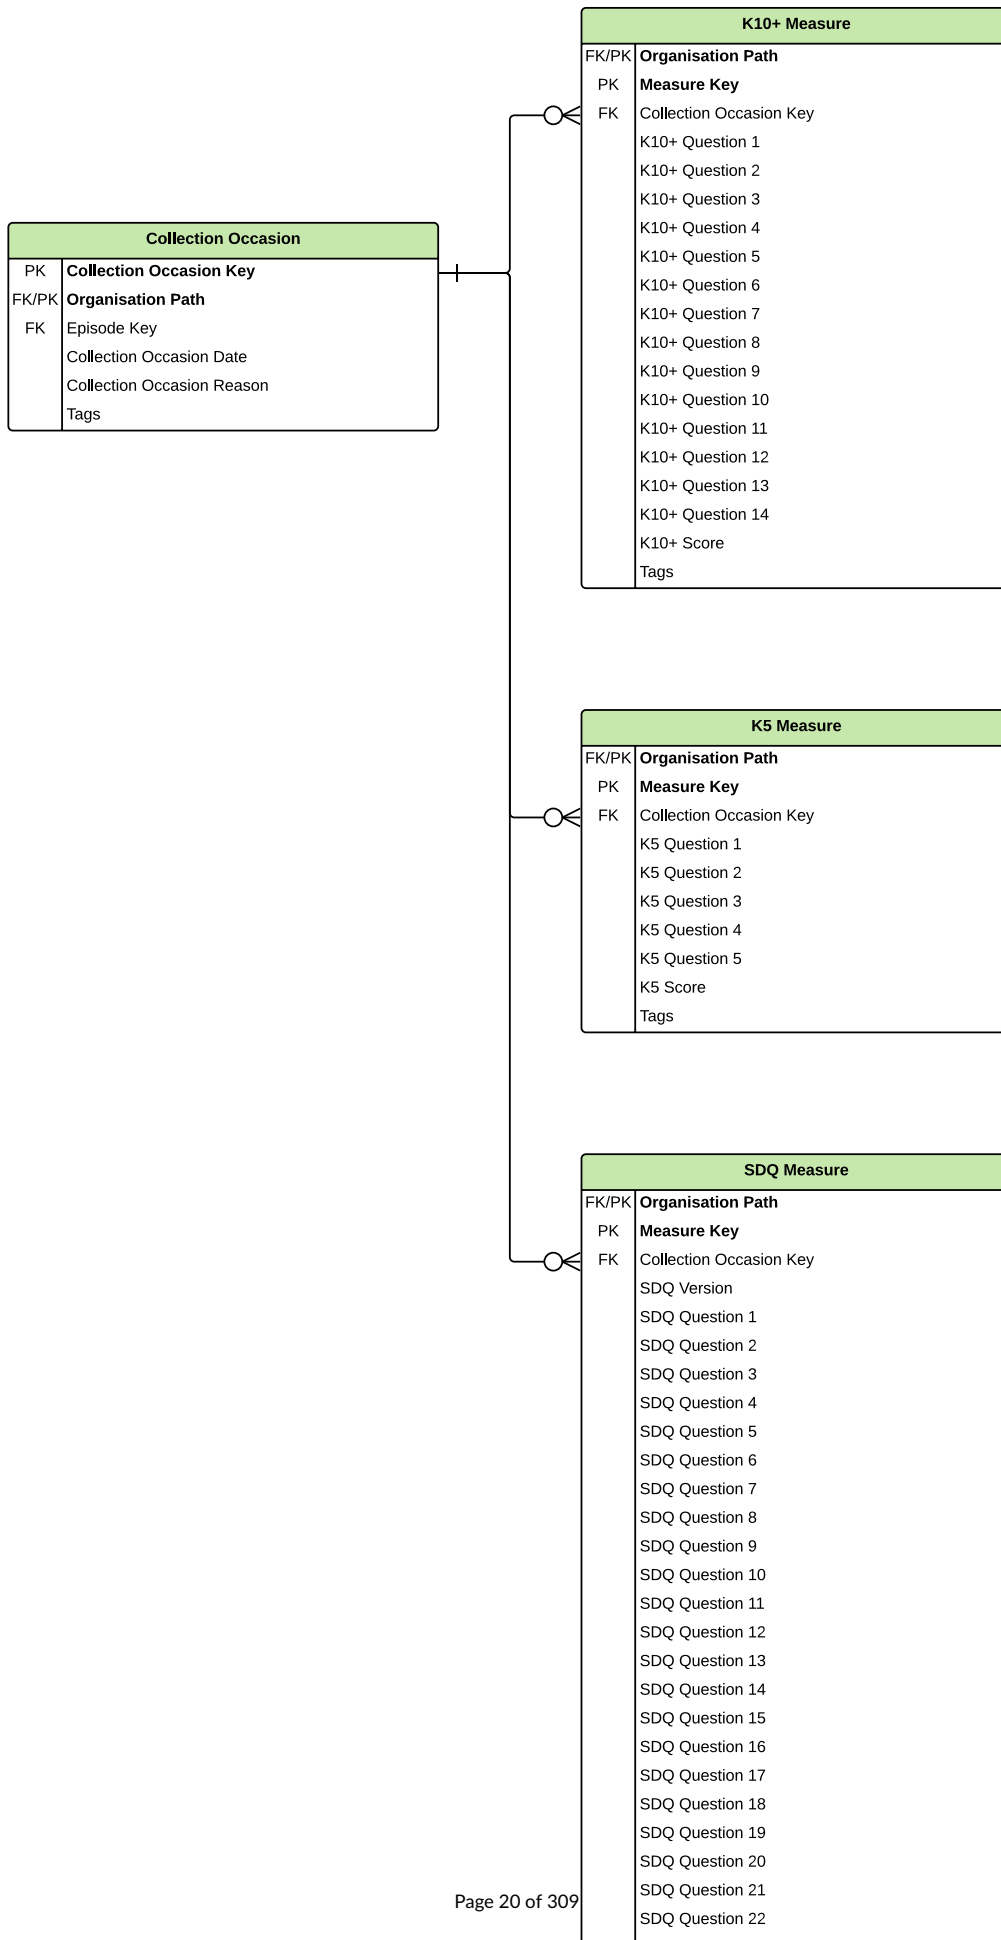 K10+ Measure
FK/PK Organisation Path
PK Measure Key
FK Collection Occasion Key
K10+ Question 1
K10+ Question 2
K10+ Question 3
K10+ Question 4
K10+ Question 5
K10+ Question 6
K10+ Question 7
K10+ Question 8
K10+ Question 9
K10+ Question 10
K10+ Question 11
K10+ Question 12
K10+ Question 13
K10+ Question 14
K10+ Score
Tags
Collection Occasion
PK Collection Occasion Key
FK/PK Organisation Path
FK Episode Key
Collection Occasion Date
Collection Occasion Reason
Tags
K5 Measure
FK/PK Organisation Path
PK Measure Key
FK Collection Occasion Key
K5 Question 1
K5 Question 2
K5 Question 3
K5 Question 4
K5 Question 5
K5 Score
Tags
SDQ Measure
FK/PK Organisation Path
PK Measure Key
FK Collection Occasion Key
SDQ Version
SDQ Question 1
SDQ Question 2
SDQ Question 3
SDQ Question 4
SDQ Question 5
SDQ Question 6
SDQ Question 7
SDQ Question 8
SDQ Question 9
SDQ Question 10
SDQ Question 11
SDQ Question 12
SDQ Question 13
SDQ Question 14
SDQ Question 15
SDQ Question 16
SDQ Question 17
SDQ Question 18
SDQ Question 19
SDQ Question 20
SDQ Question 21
SDQ Question 22
Page 20 of 309